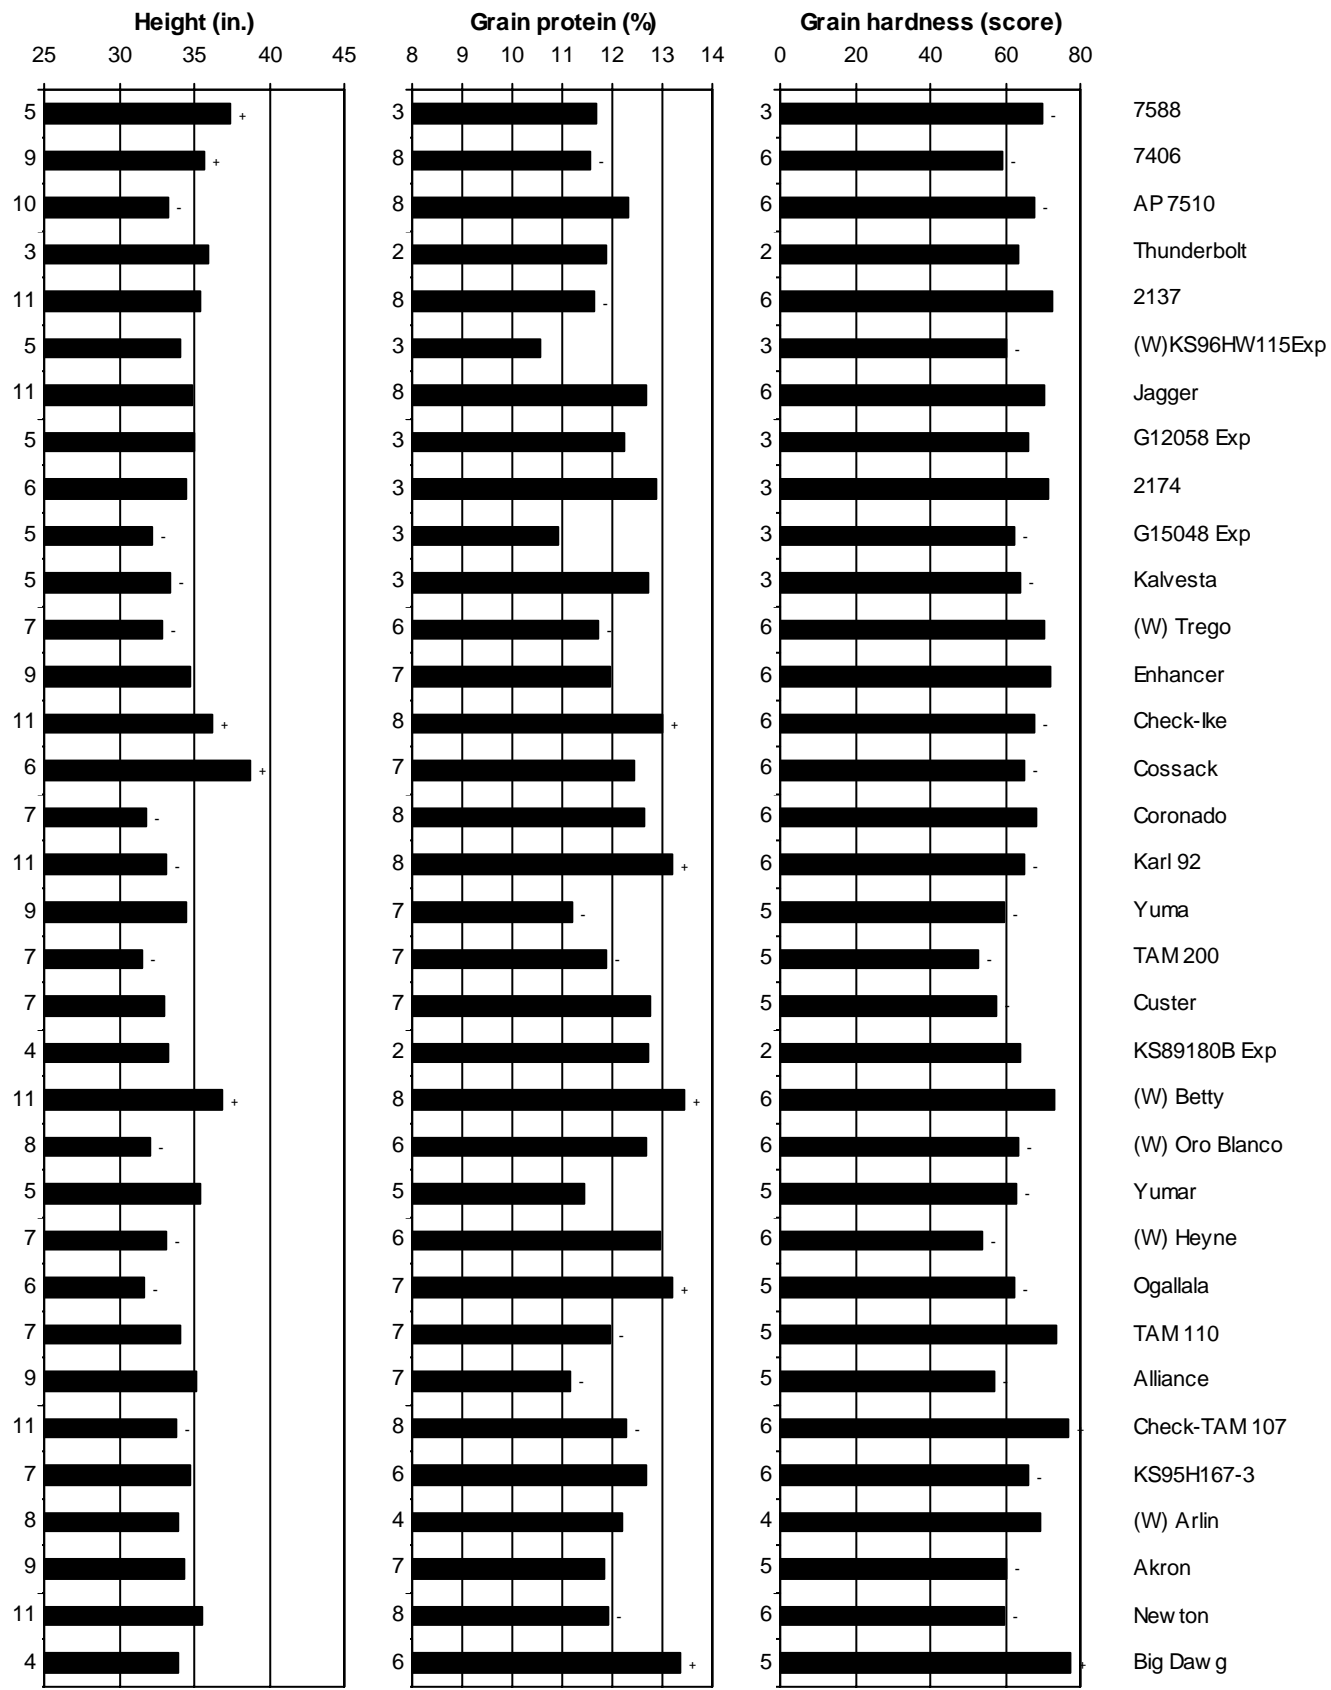 Height (in.) Grain protein (%) Grain hardness (score)
25 30 35 40 45 8 9 10 11 12 13 14 0 20 40 60 80
5 + 3 3 - 7588
9 + 8 - 6 - 7406
10 - 8 6 - AP 7510
3 2 2 Thunderbolt
11 8 - 6 2137
5 3 3 - (W)KS96HW115Exp
11 8 6 Jagger
5 3 3 G12058 Exp
6 3 3 2174
5 - 3 3 - G15048 Exp
5 - 3 3 - Kalvesta
7 - 6 - 6 (W) Trego
9 7 6 Enhancer
11 + 8 + 6 - Check-Ike
6 + 7 6 - Cossack
7 - 8 6 Coronado
11 - 8 + 6 - Karl 92
9 7 - 5 - Yuma
7 - 7 - 5 - TAM 200
7 7 5 - Custer
4 2 2 KS89180B Exp
11 + 8 + 6 (W) Betty
8 - 6 6 - (W) Oro Blanco
5 5 5 - Yumar
7 - 6 6 - (W) Heyne
6 - 7 + 5 - Ogallala
7 7 - 5 TAM 110
9 7 - 5 - Alliance
11 - 8 - 6 + Check-TAM 107
7 6 6 - KS95H167-3
8 4 4 (W) Arlin
9 7 5 - Akron
11 8 - 6 - Newton
4 6 + 5 + Big Dawg